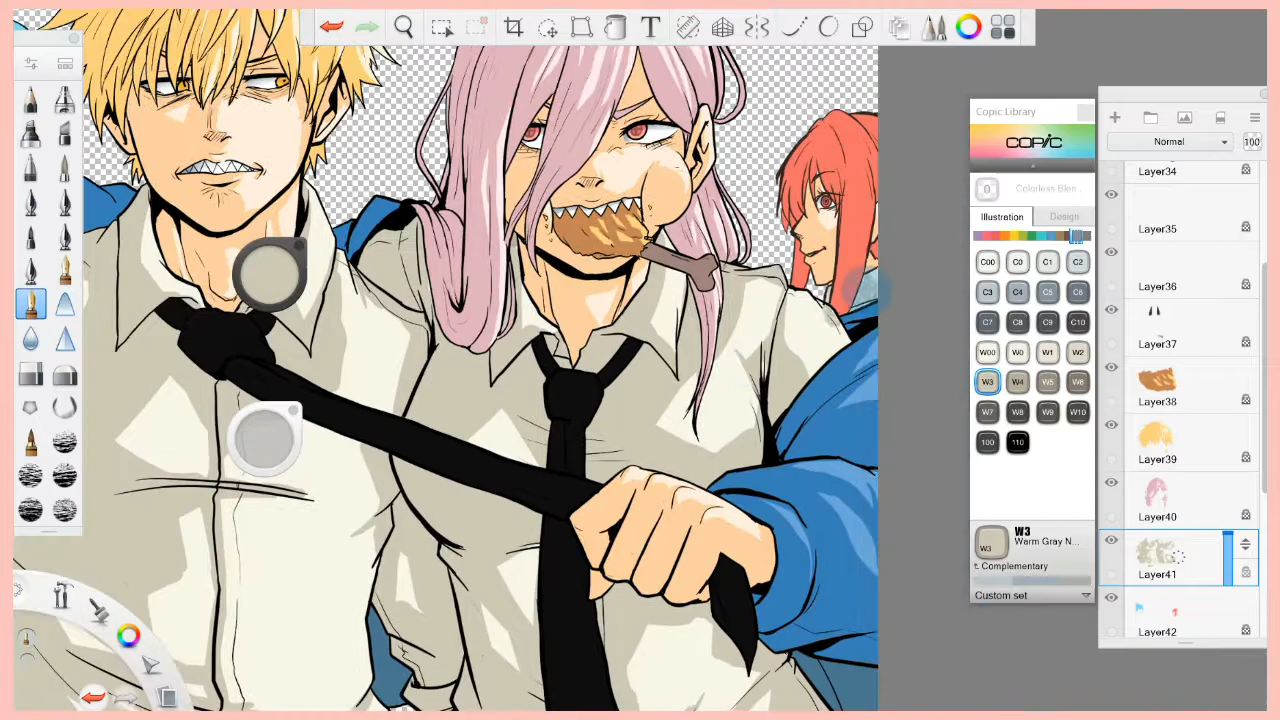 T
Copic Library
COPIC
0 Colorless Blen..
Illustration Design
C00 C0 C1 C2
C3 C4 C5 C6
C7 C8 C9 C10
W00 W0 W1 W2
W3 W4 W5 W6
W7 W8 W9 W10
100 110
W3
W3
Warm Gray N...
Complementary
Custom set
Normal
100
Layer34
Layer35
Layer36
Layer37
Layer38
Layer39
Layer40
Layer41
Layer42